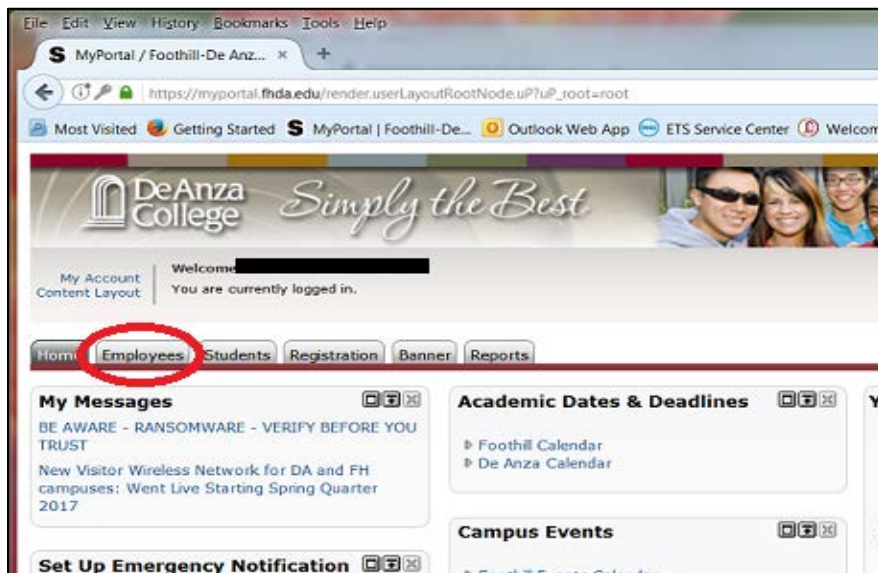 File Edit View History Bookmarks Tools Help
S MyPortal / Foothill-De Anz... × +
https://myportal.fhda.edu/render.userLayoutRootNode.uP?uP_root=root
Most Visited Getting Started S MyPortal | Foothill-De... Outlook Web App ETS Service Center Welcom
DeAnza College
Simply the Best
My Account
Content Layout
Welcome
You are currently logged in.
Home Employees Students Registration Banner Reports
My Messages
BE AWARE - RANSOMWARE - VERIFY BEFORE YOU
TRUST
New Visitor Wireless Network for DA and FH
campuses: Went Live Starting Spring Quarter
2017
Set Up Emergency Notification
Academic Dates & Deadlines
Foothill Calendar
De Anza Calendar
Campus Events
Foothill Events Calendar
Y